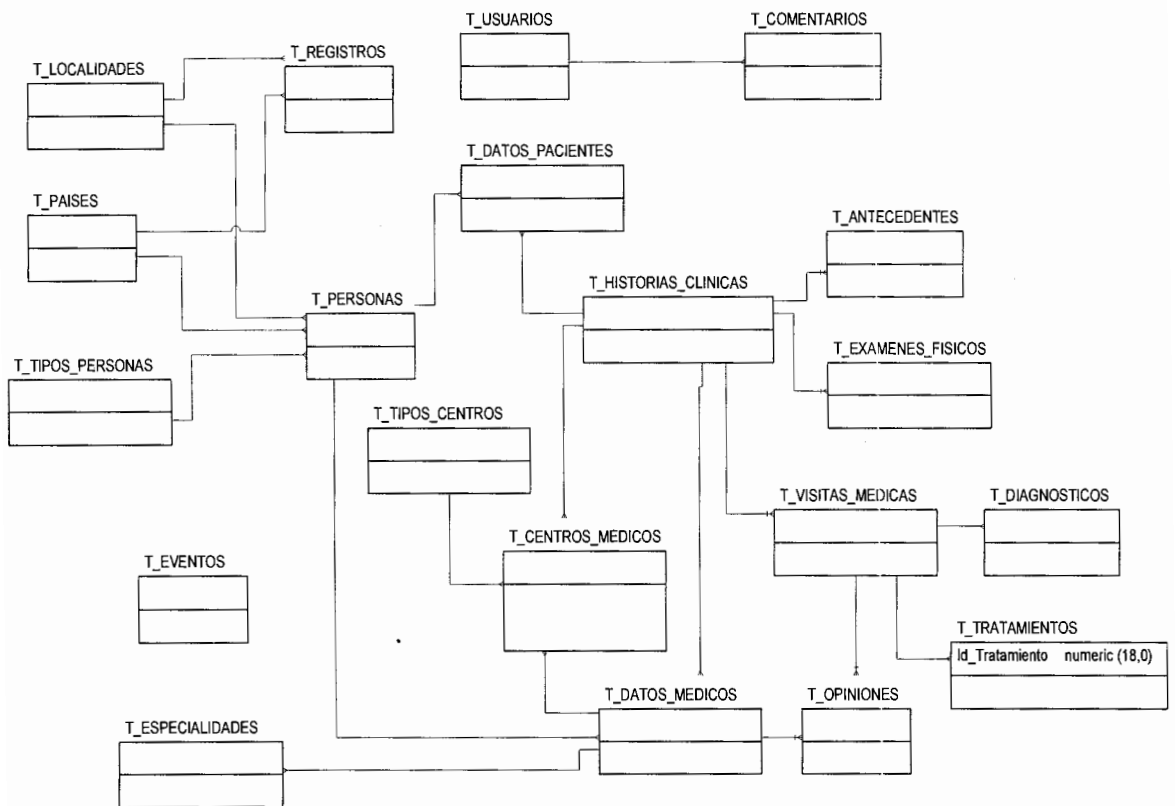 T_USUARIOS
T_COMENTARIOS
T_REGISTROS
T_LOCALIDADES
T_DATOS_PACIENTES
T_PAISES
T_ANTECEDENTES
T_HISTORIAS_CLINICAS
T_PERSONAS
T_EXAMENES_FISICOS
T_TIPOS_PERSONAS
T_TIPOS_CENTROS
T_VISITAS_MEDICAS
T_DIAGNOSTICOS
T_CENTROS_MEDICOS
T_EVENTOS
T_TRATAMIENTOS
Id_Tratamiento numeric (18,0)
T_DATOS_MEDICOS
T_OPINIONES
T_ESPECIALIDADES